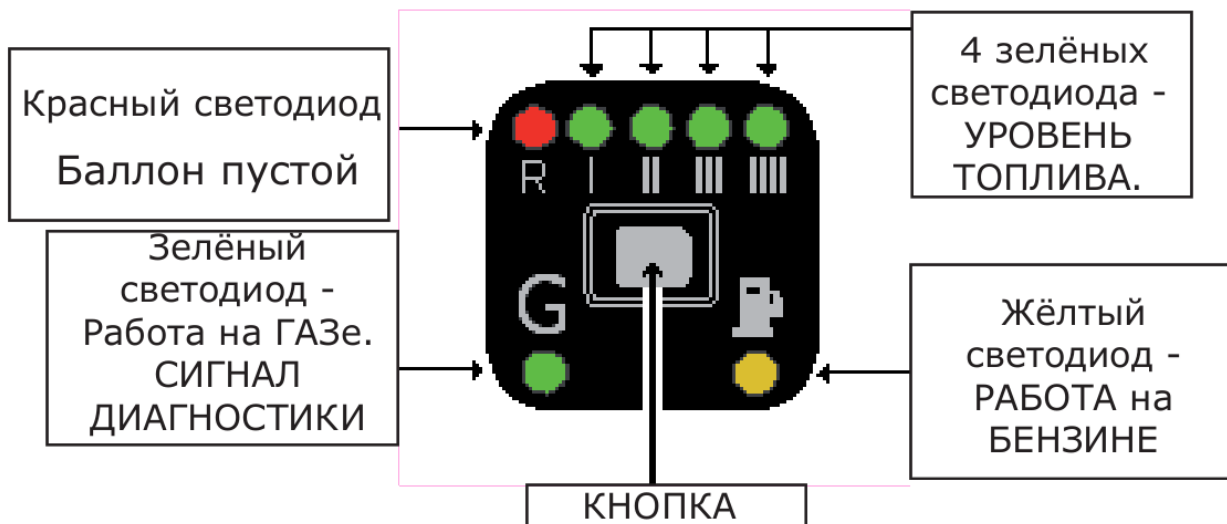 Красный светодиод
Баллон пустой
4 зелёных
светодиода -
УРОВЕНЬ
ТОПЛИВА.
R I II III IIII
G
Зелёный
светодиод -
Работа на ГАЗе.
СИГНАЛ
ДИАГНОСТИКИ
Жёлтый
светодиод -
РАБОТА на
БЕНЗИНЕ
КНОПКА